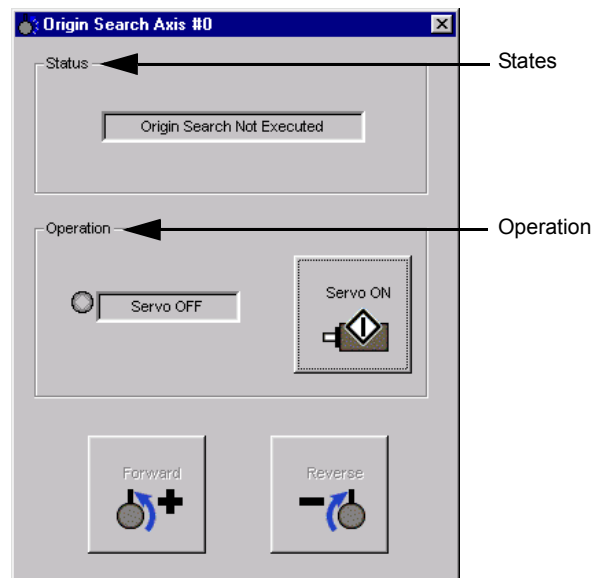 Origin Search Axis #0
Status
States
Origin Search Not Executed
Operation
Operation
Servo OFF
Servo ON
Forward
Reverse